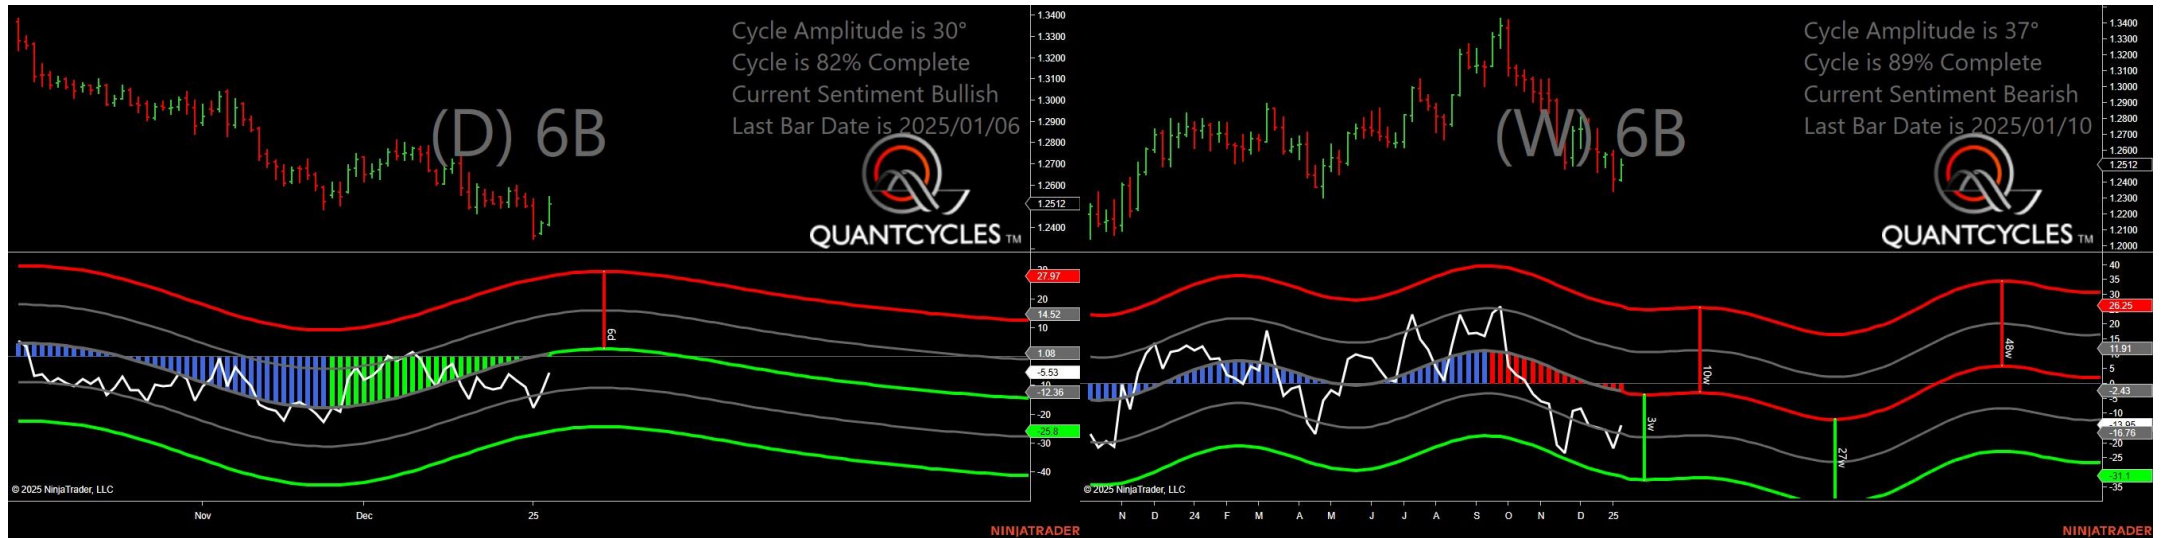 Cycle Amplitude is 30°
Cycle is 82% Complete
Current Sentiment Bullish
Last Bar Date is 2025/01/06
(D) 6B
QUANTCYCLES TM
1.3400
1.3300
1.3200
1.3100
1.3000
1.2900
1.2800
1.2700
1.2600
1.2512
1.2400
27.97
20
14.52
10
1.08
-5.53
-12.36
-20
-25.8
-30
-40
6d
© 2025 NinjaTrader, LLC
Nov Dec 25
NINJATRADER
Cycle Amplitude is 37°
Cycle is 89% Complete
Current Sentiment Bearish
Last Bar Date is 2025/01/10
(W) 6B
QUANTCYCLES TM
1.3400
1.3300
1.3200
1.3100
1.3000
1.2900
1.2800
1.2700
1.2600
1.2512
1.2400
1.2300
1.2200
1.2100
1.2000
40
35
30
26.25
20
15
11.91
5
0
-2.43
-5
-10
-13.95
-16.76
-20
-25
-31.1
-35
3w
10w
27w
48w
© 2025 NinjaTrader, LLC
N D 24 F M A M J J A S O N D 25
NINJATRADER